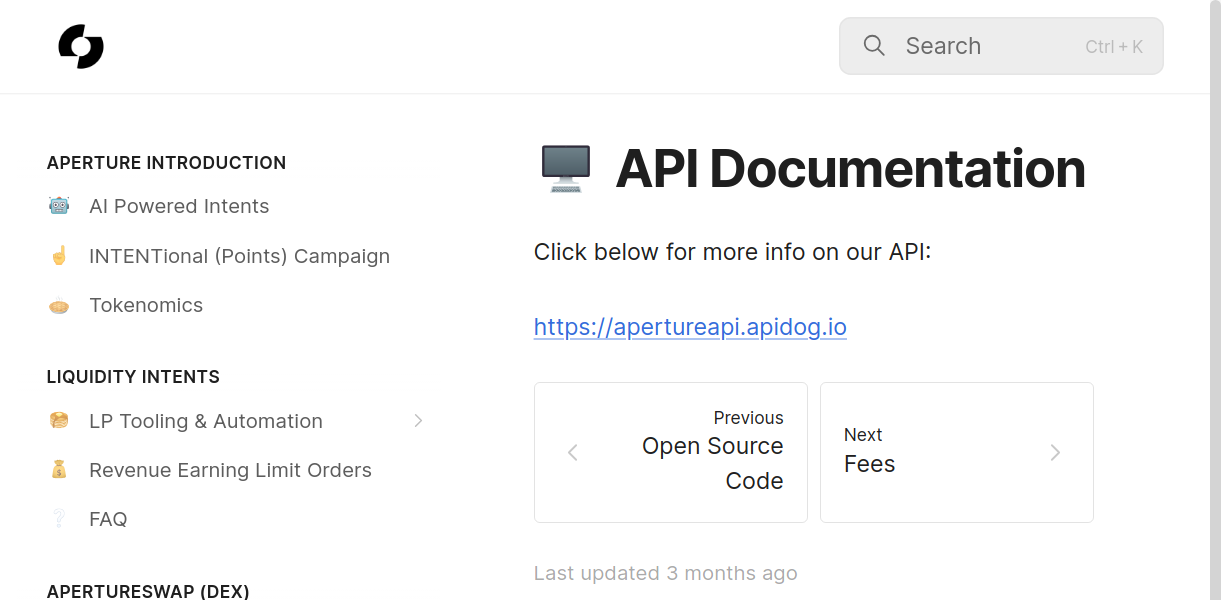 Search
Ctrl + K
APERTURE INTRODUCTION
AI Powered Intents
INTENTional (Points) Campaign
Tokenomics
LIQUIDITY INTENTS
LP Tooling & Automation
Revenue Earning Limit Orders
FAQ
APERTURESWAP (DEX)
API Documentation
Click below for more info on our API:
https://apertureapi.apidog.io
Previous
Open Source
Code
Next
Fees
Last updated 3 months ago